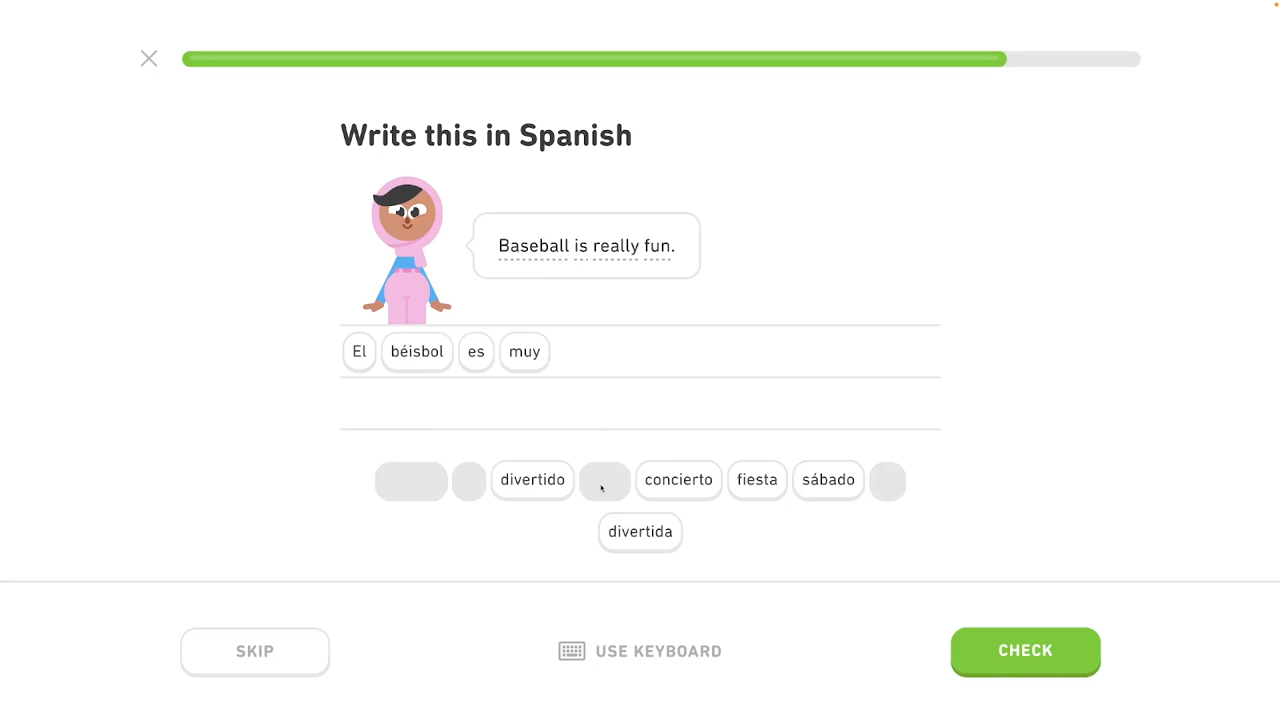 Write this in Spanish
Baseball is really fun.
El béisbol es muy
divertido concierto fiesta sábado
divertida
SKIP USE KEYBOARD CHECK